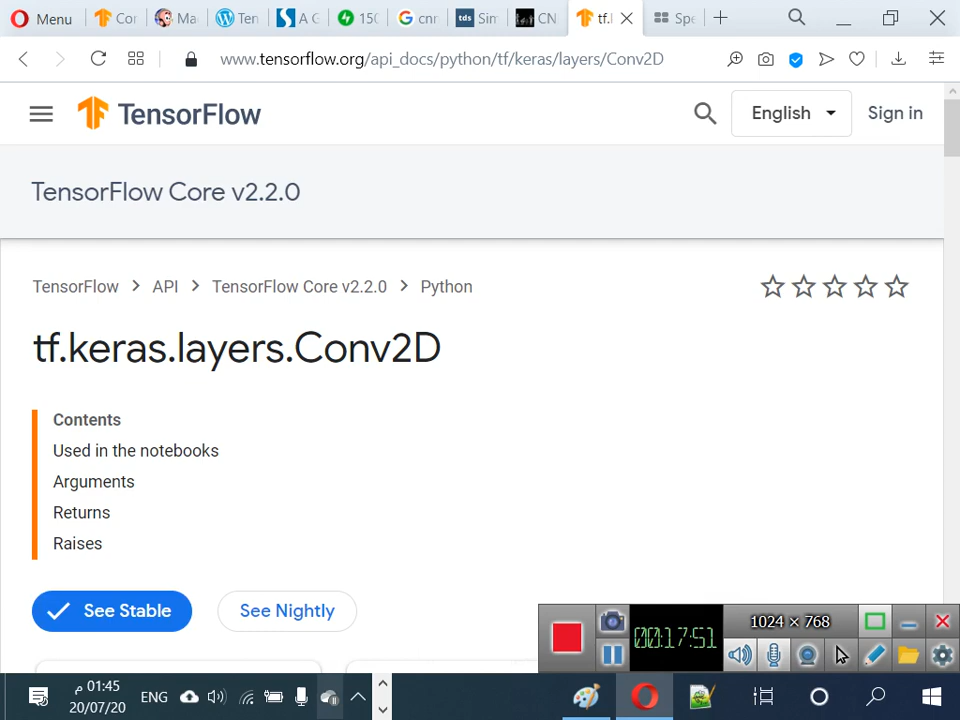 Menu
Cor
Ma
Ten
A G
150
cnr
tds Sim
CN
tf.l
Spe
www.tensorflow.org/api_docs/python/tf/keras/layers/Conv2D
TensorFlow
English
Sign in
TensorFlow Core v2.2.0
TensorFlow > API > TensorFlow Core v2.2.0 > Python
tf.keras.layers.Conv2D
Contents
Used in the notebooks
Arguments
Returns
Raises
See Stable
See Nightly
1024 × 768
00:17:51
01:45 م
ENG
20/07/20